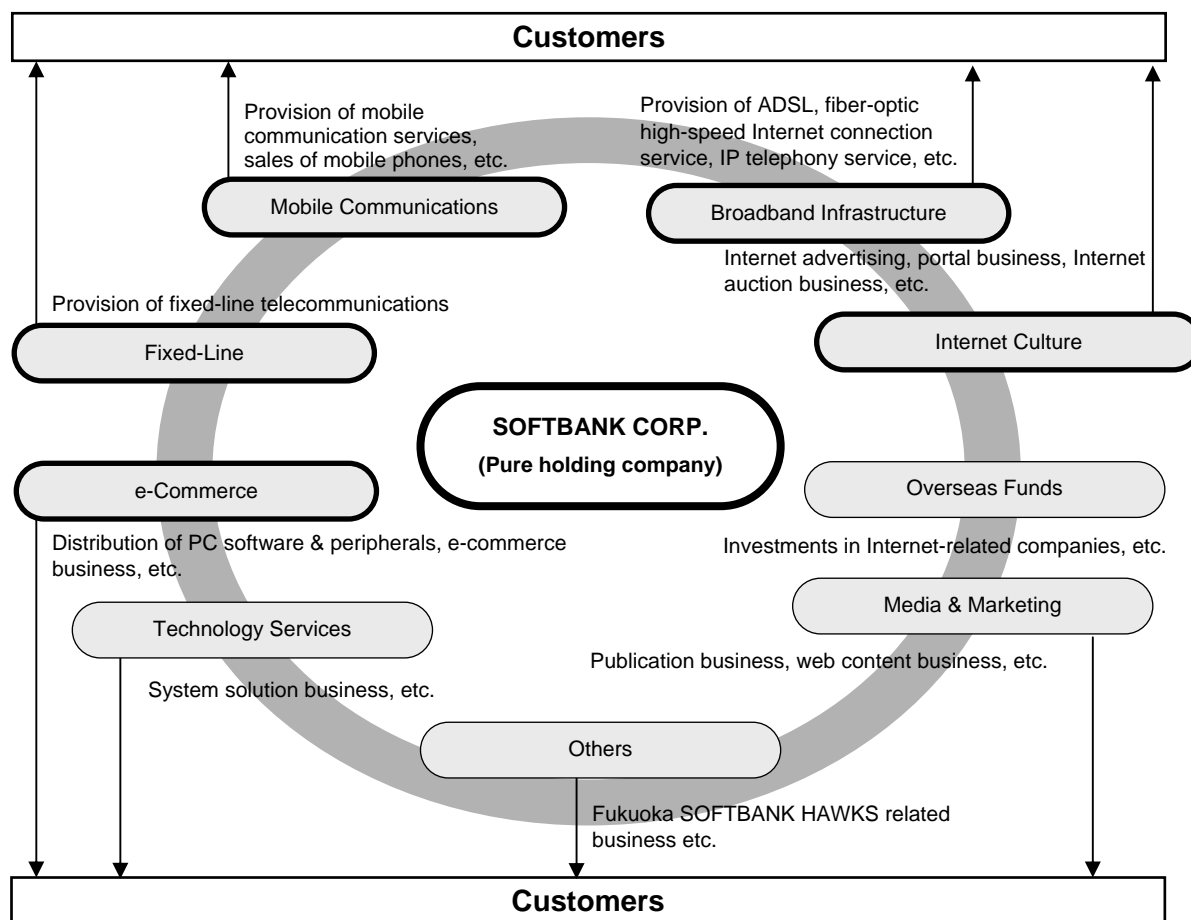 Customers
Provision of mobile
communication services,
sales of mobile phones, etc.
Provision of ADSL, fiber-optic
high-speed Internet connection
service, IP telephony service, etc.
Mobile Communications
Broadband Infrastructure
Internet advertising, portal business, Internet
auction business, etc.
Provision of fixed-line telecommunications
Fixed-Line
Internet Culture
SOFTBANK CORP.
(Pure holding company)
e-Commerce
Overseas Funds
Distribution of PC software & peripherals, e-commerce
business, etc.
Investments in Internet-related companies, etc.
Media & Marketing
Technology Services
Publication business, web content business, etc.
System solution business, etc.
Others
Fukuoka SOFTBANK HAWKS related
business etc.
Customers